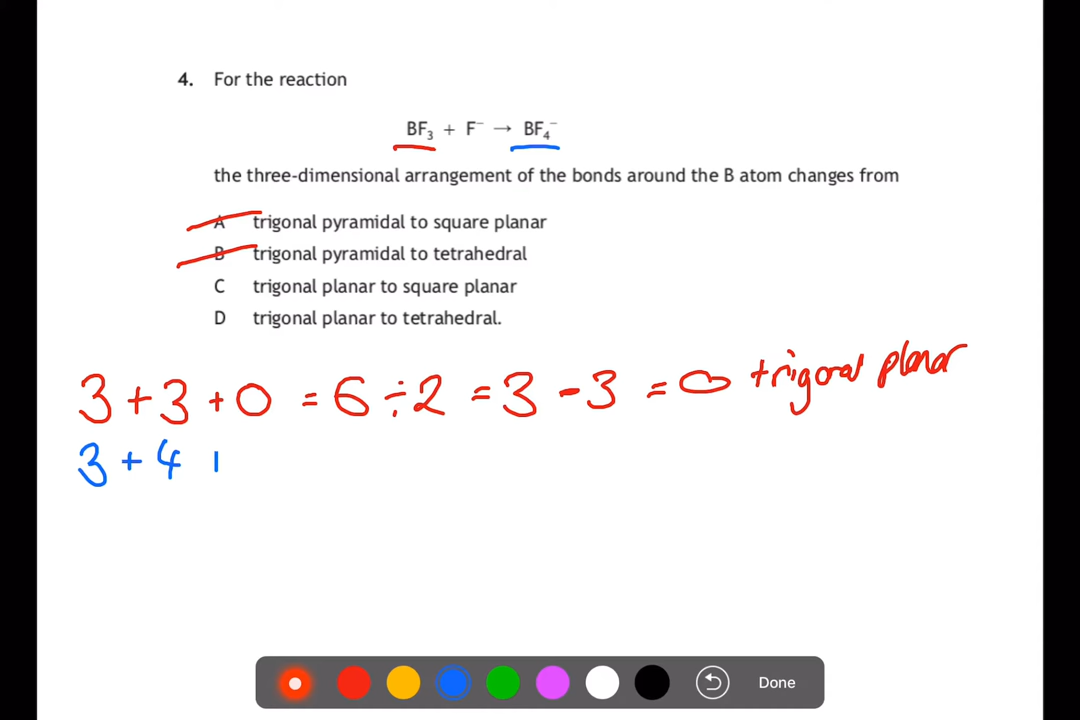 4. For the reaction
BF₃ + F⁻ → BF₄⁻
the three-dimensional arrangement of the bonds around the B atom changes from
A trigonal pyramidal to square planar
B trigonal pyramidal to tetrahedral
C trigonal planar to square planar
D trigonal planar to tetrahedral.
3 + 3 + 0 = 6 ÷ 2 = 3 - 3 = 0 trigonal planar
3 + 4 |
Done